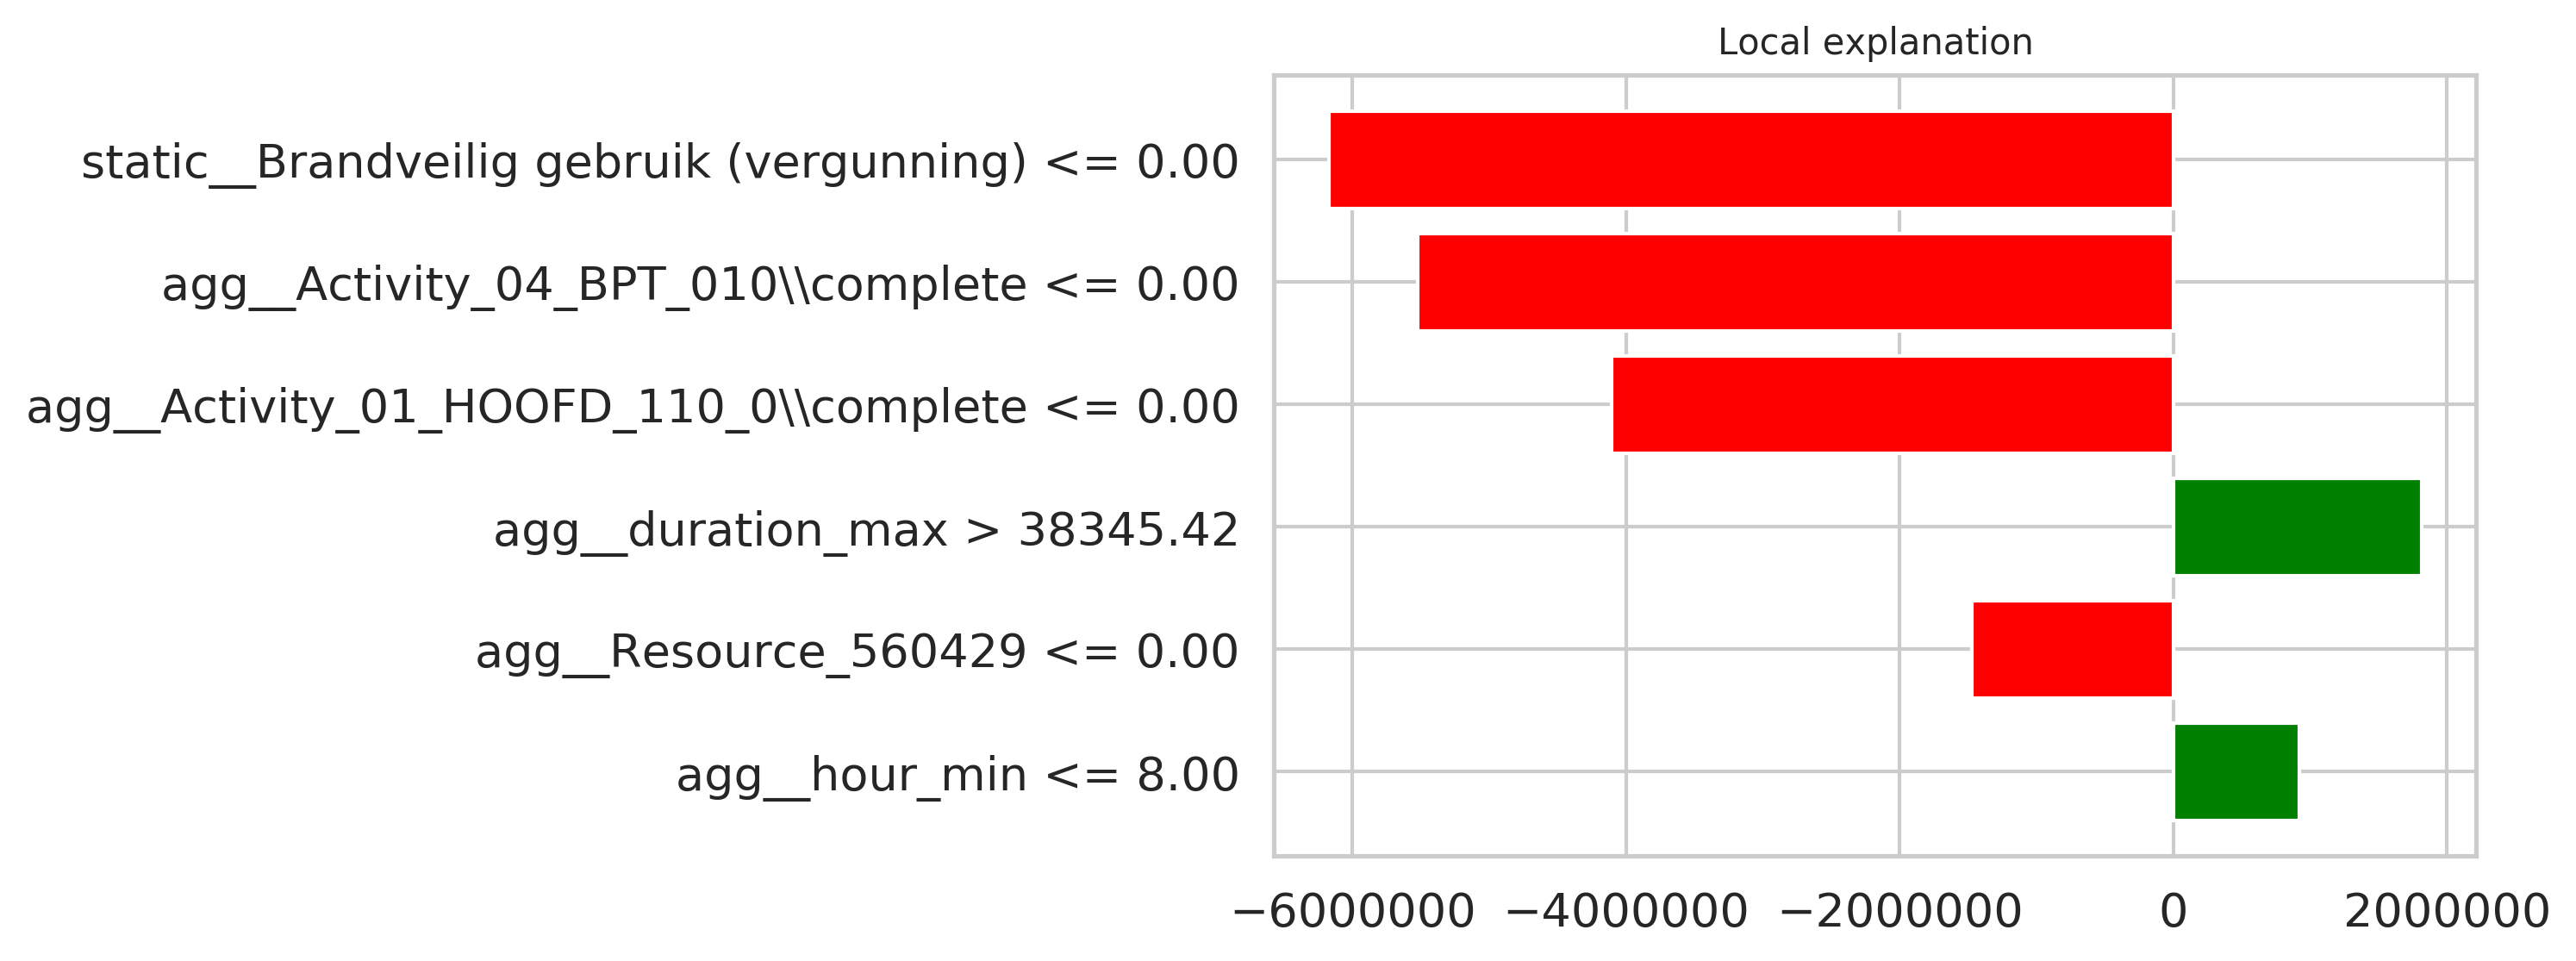 Local explanation
static__Brandveilig gebruik (vergunning) <= 0.00
agg__Activity_04_BPT_010\\complete <= 0.00
agg__Activity_01_HOOFD_110_0\\complete <= 0.00
agg__duration_max > 38345.42
agg__Resource_560429 <= 0.00
agg__hour_min <= 8.00
−6000000 −4000000 −2000000 0 2000000